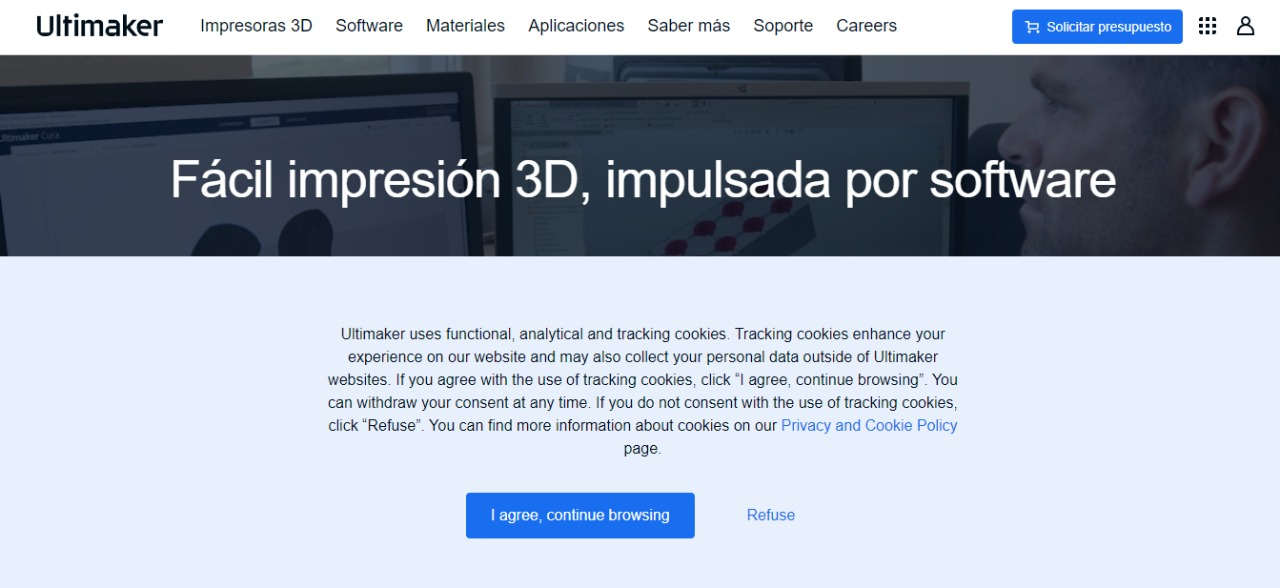 Ultimaker
Impresoras 3D Software Materiales Aplicaciones Saber más Soporte Careers
Solicitar presupuesto
Ultimaker Cura
Fácil impresión 3D, impulsada por software
Ultimaker uses functional, analytical and tracking cookies. Tracking cookies enhance your
experience on our website and may also collect your personal data outside of Ultimaker
websites. If you agree with the use of tracking cookies, click “I agree, continue browsing”. You
can withdraw your consent at any time. If you do not consent with the use of tracking cookies,
click “Refuse”. You can find more information about cookies on our Privacy and Cookie Policy
page.
I agree, continue browsing
Refuse